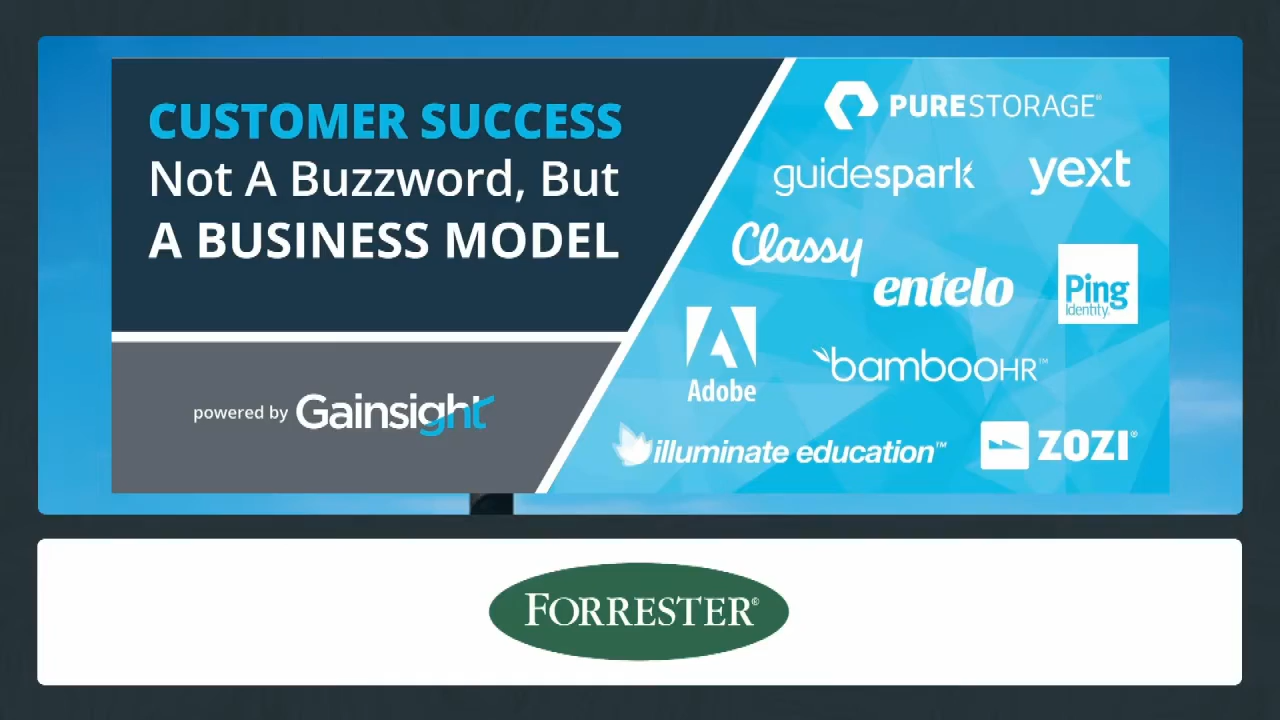 CUSTOMER SUCCESS
Not A Buzzword, But
A BUSINESS MODEL
powered by Gainsight
PURESTORAGE®
guidespark
yext
Classy
entelo
Ping
Identity.
Adobe
bambooHR™
illuminate education™
ZOZI®
FORRESTER®